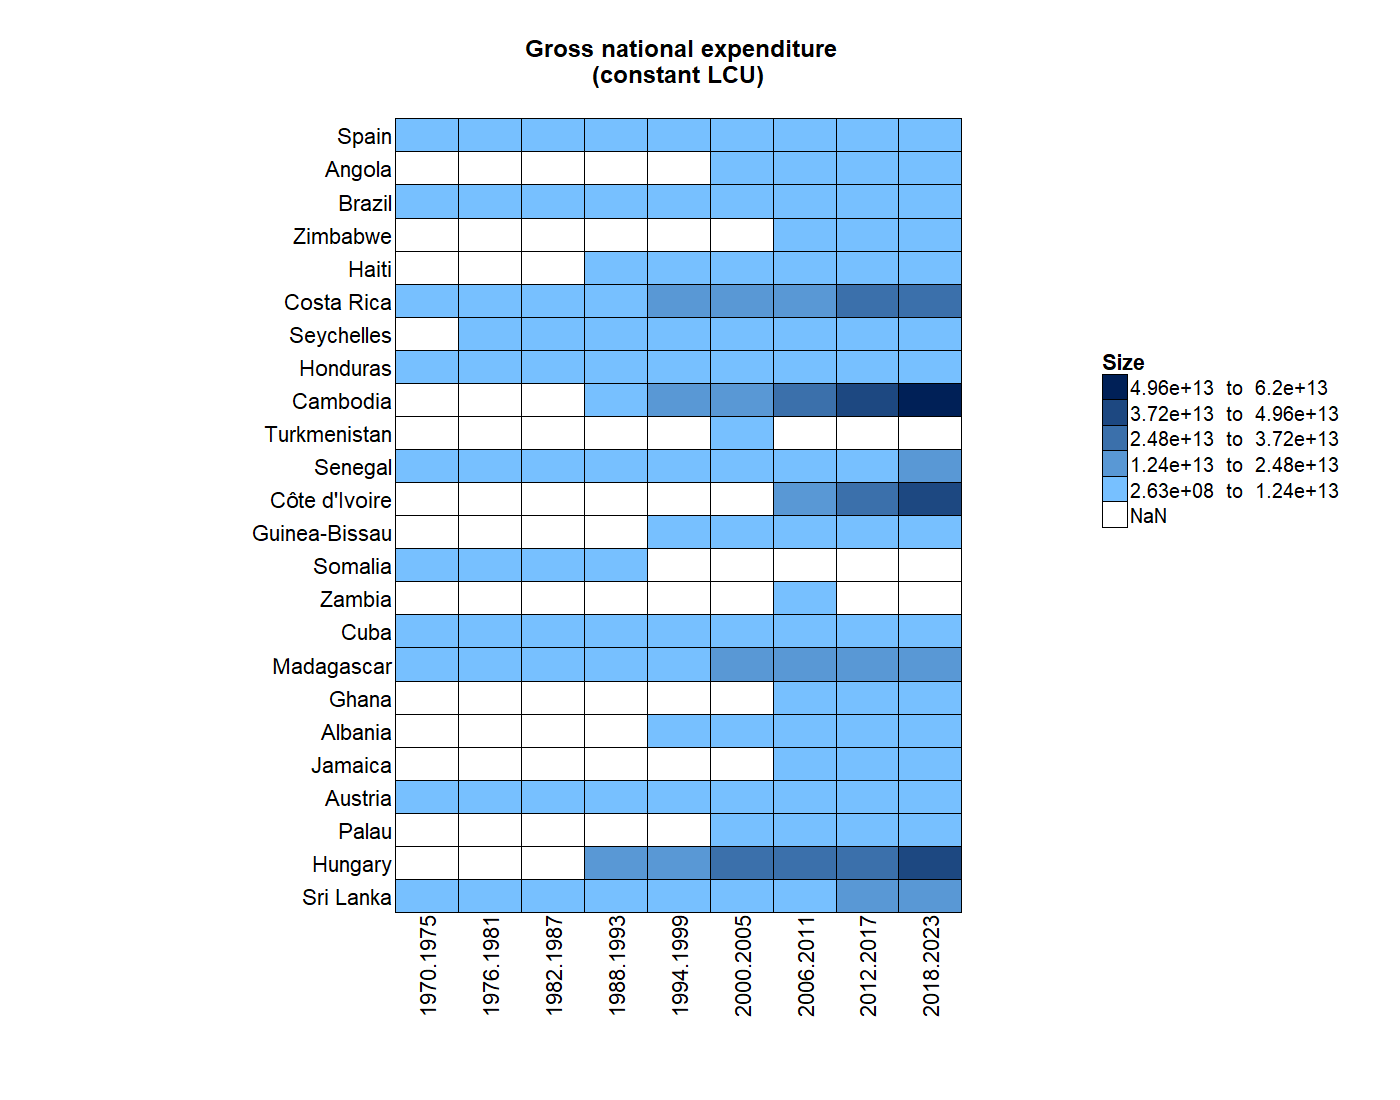 Gross national expenditure
(constant LCU)
Spain
Angola
Brazil
Zimbabwe
Haiti
Costa Rica
Seychelles
Honduras
Cambodia
Turkmenistan
Senegal
Côte d'Ivoire
Guinea-Bissau
Somalia
Zambia
Cuba
Madagascar
Ghana
Albania
Jamaica
Austria
Palau
Hungary
Sri Lanka
1970.1975
1976.1981
1982.1987
1988.1993
1994.1999
2000.2005
2006.2011
2012.2017
2018.2023
Size
4.96e+13 to 6.2e+13
3.72e+13 to 4.96e+13
2.48e+13 to 3.72e+13
1.24e+13 to 2.48e+13
2.63e+08 to 1.24e+13
NaN